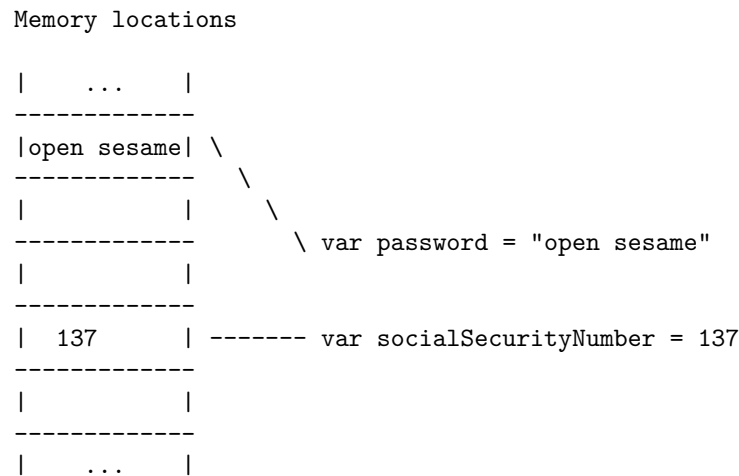 Memory locations
| ... |
-------------
|open sesame| \
------------- \
| | \
------------- \ var password = "open sesame"
| |
-------------
| 137 | ------- var socialSecurityNumber = 137
-------------
| |
-------------
| ... |